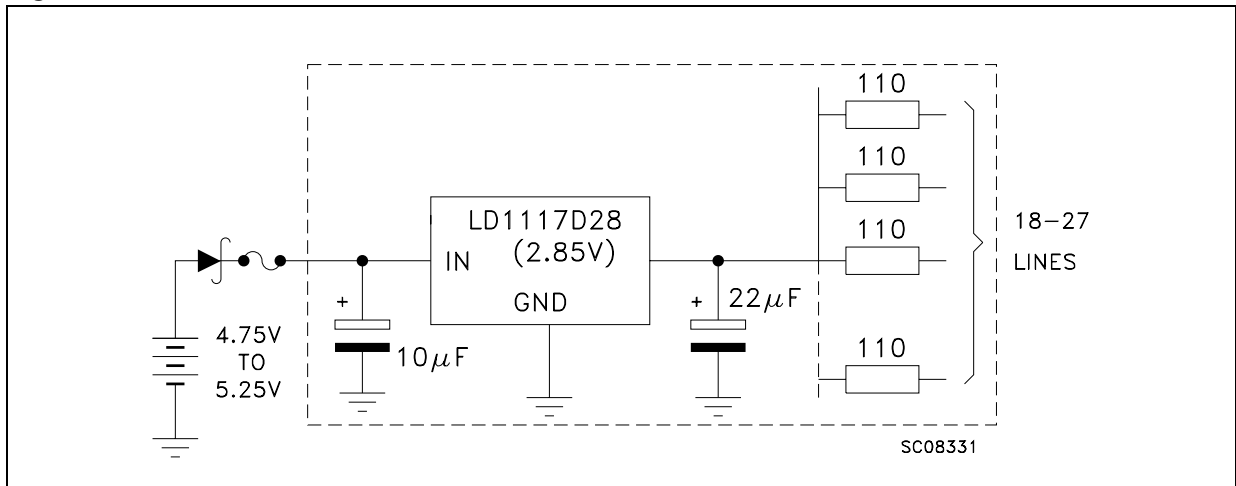 110
110
110
110
18-27
LINES
LD1117D28
(2.85V)
IN
GND
+
10μF
+
22μF
4.75V
TO
5.25V
SC08331